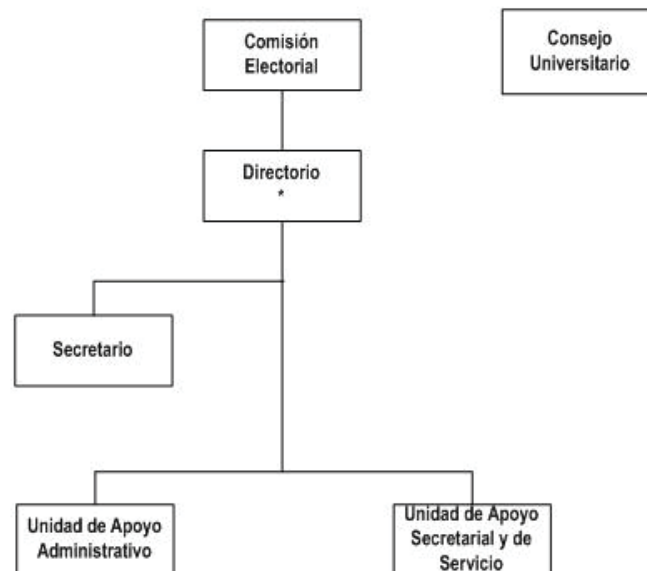 Comisión
Electorial
Consejo
Universitario
Directorio
*
Secretario
Unidad de Apoyo
Administrativo
Unidad de Apoyo
Secretarial y de
Servicio